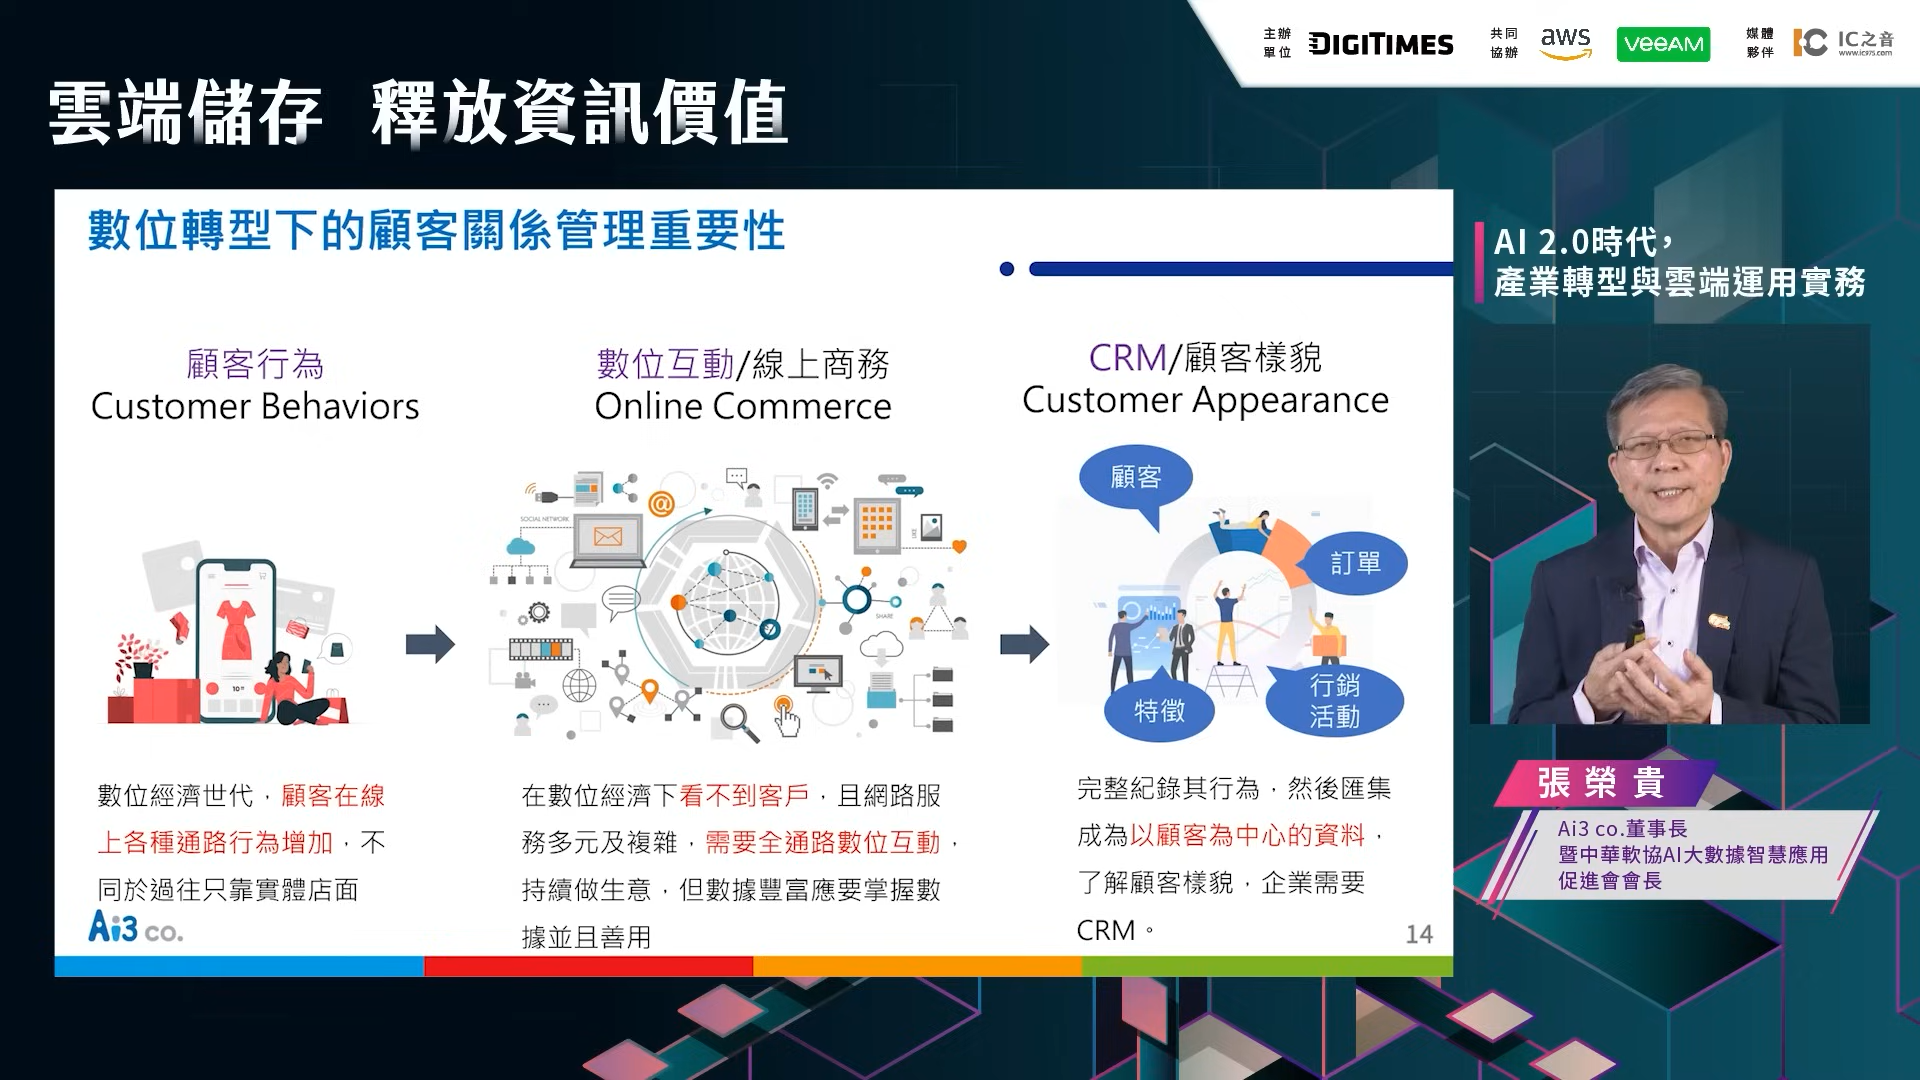 主辦
單位
DIGITIMES
共同
協辦
aws
veeAM
媒體
夥伴
IC之音
www.ic975.com
雲端儲存 釋放資訊價值
數位轉型下的顧客關係管理重要性
顧客行為
Customer Behaviors
數位互動/線上商務
Online Commerce
CRM/顧客樣貌
Customer Appearance
SOCIAL NETWORK
@
LIKE
SHARE
顧客
訂單
特徵
行銷
活動
數位經濟世代，顧客在線
上各種通路行為增加，不
同於過往只靠實體店面
在數位經濟下看不到客戶，且網路服
務多元及複雜，需要全通路數位互動，
持續做生意，但數據豐富應要掌握數
據並且善用
完整紀錄其行為，然後匯集
成為以顧客為中心的資料，
了解顧客樣貌，企業需要
CRM。
Ai3 co.
14
AI 2.0時代，
產業轉型與雲端運用實務
張榮貴
Ai3 co.董事長
暨中華軟協AI大數據智慧應用
促進會會長